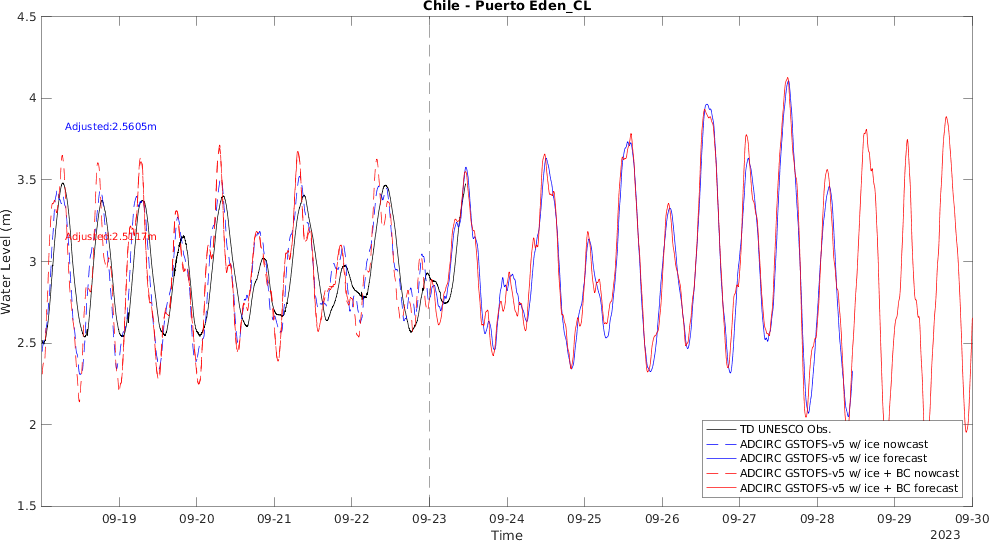 Chile - Puerto Eden_CL
4.5
4
3.5
3
2.5
2
1.5
Water Level (m)
Adjusted:2.5605m
TD UNESCO Obs.
ADCIRC GSTOFS-v5 w/ ice nowcast
ADCIRC GSTOFS-v5 w/ ice forecast
ADCIRC GSTOFS-v5 w/ ice + BC nowcast
ADCIRC GSTOFS-v5 w/ ice + BC forecast
09-19 09-20 09-21 09-22 09-23 09-24 09-25 09-26 09-27 09-28 09-29 09-30
Time
2023